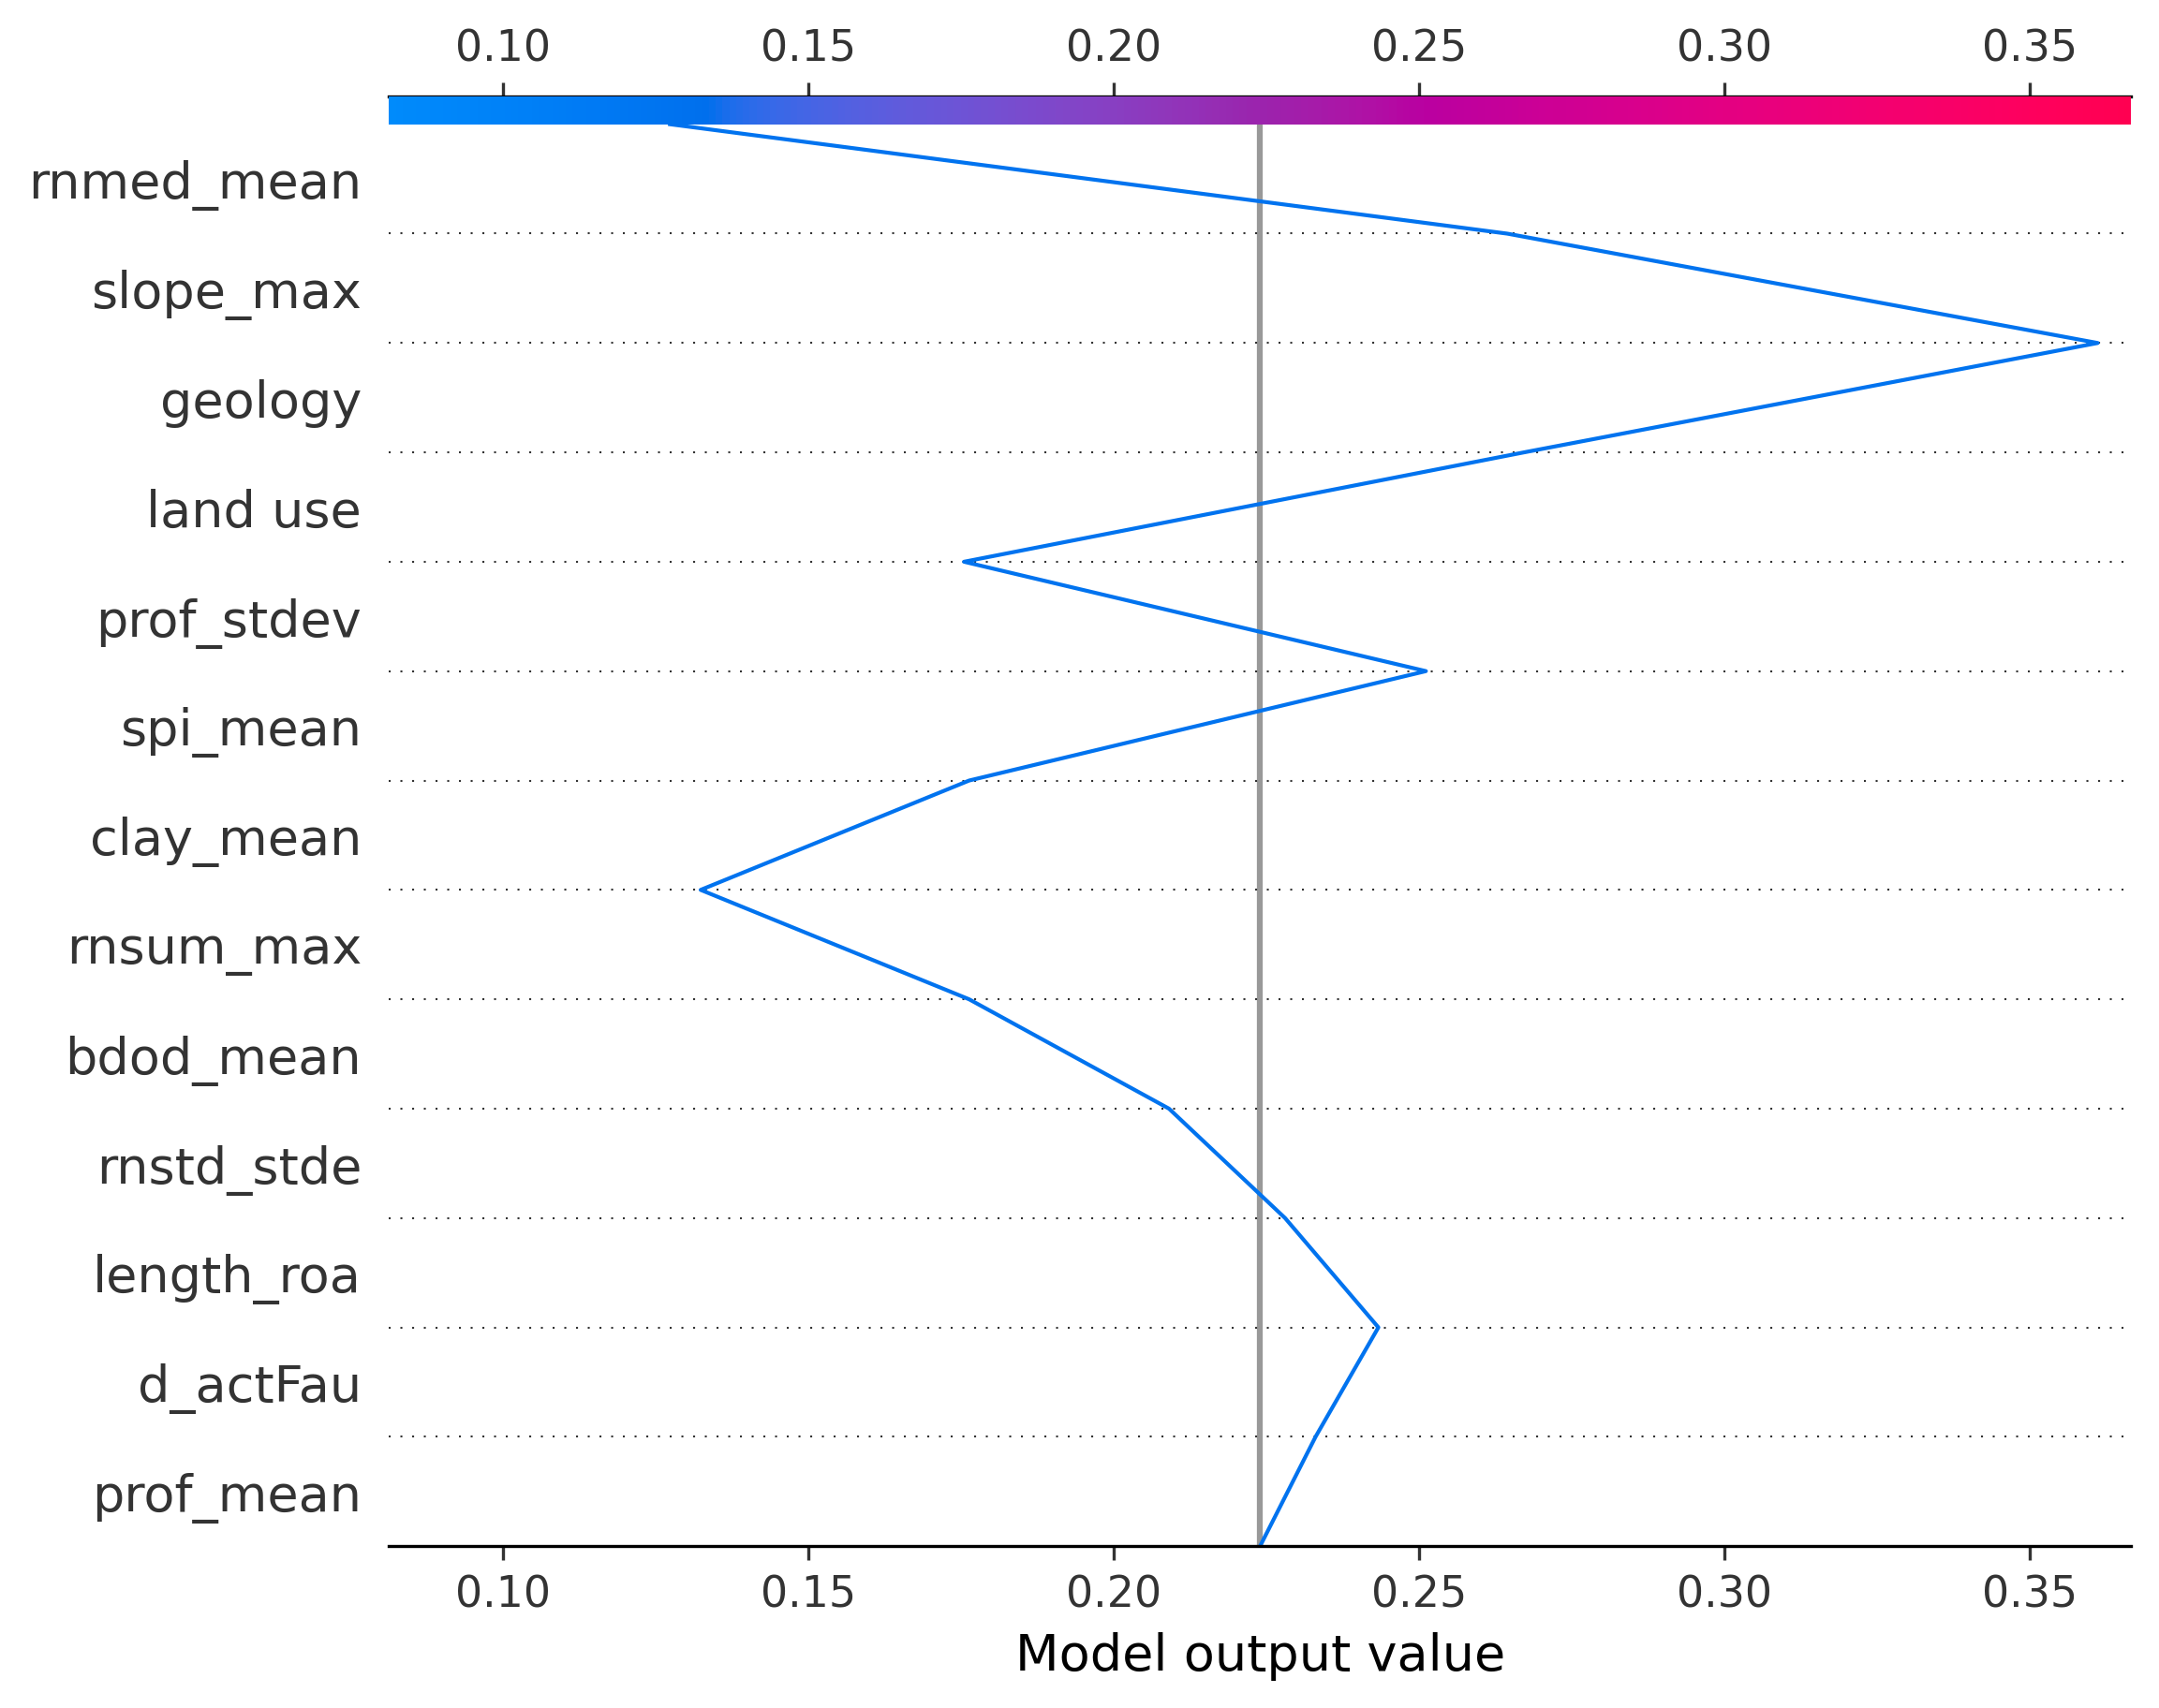 0.10 0.15 0.20 0.25 0.30 0.35
rnmed_mean
slope_max
geology
land use
prof_stdev
spi_mean
clay_mean
rnsum_max
bdod_mean
rnstd_stde
length_roa
d_actFau
prof_mean
0.10 0.15 0.20 0.25 0.30 0.35
Model output value